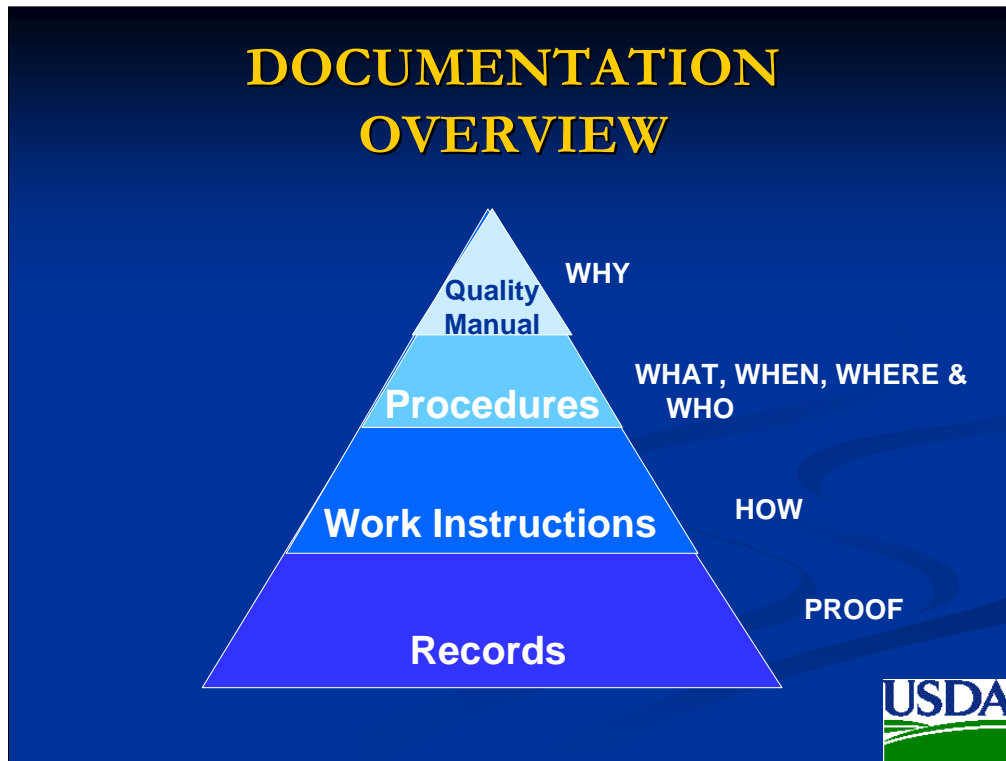 DOCUMENTATION
OVERVIEW
Quality
Manual
WHY
Procedures
WHAT, WHEN, WHERE &
WHO
Work Instructions
HOW
Records
PROOF
USDA